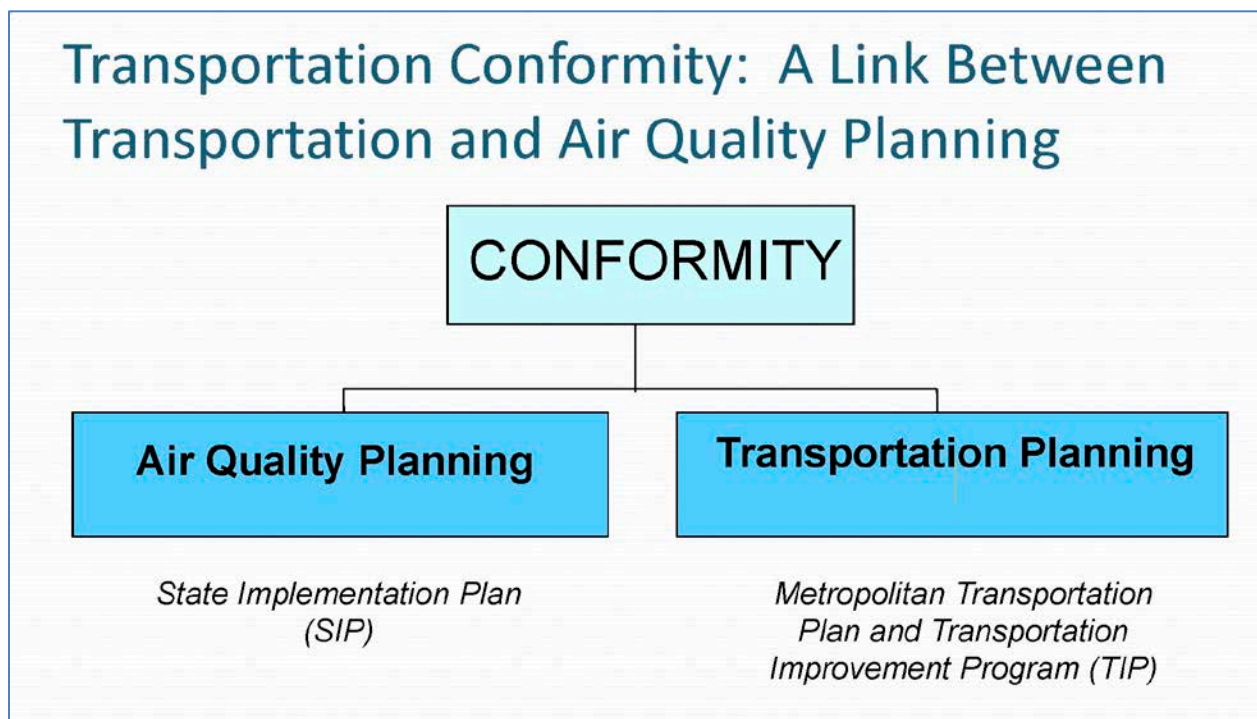 Transportation Conformity:  A Link Between
Transportation and Air Quality Planning
CONFORMITY
Air Quality Planning
Transportation Planning
State Implementation Plan
(SIP)
Metropolitan Transportation
Plan and Transportation
Improvement Program (TIP)